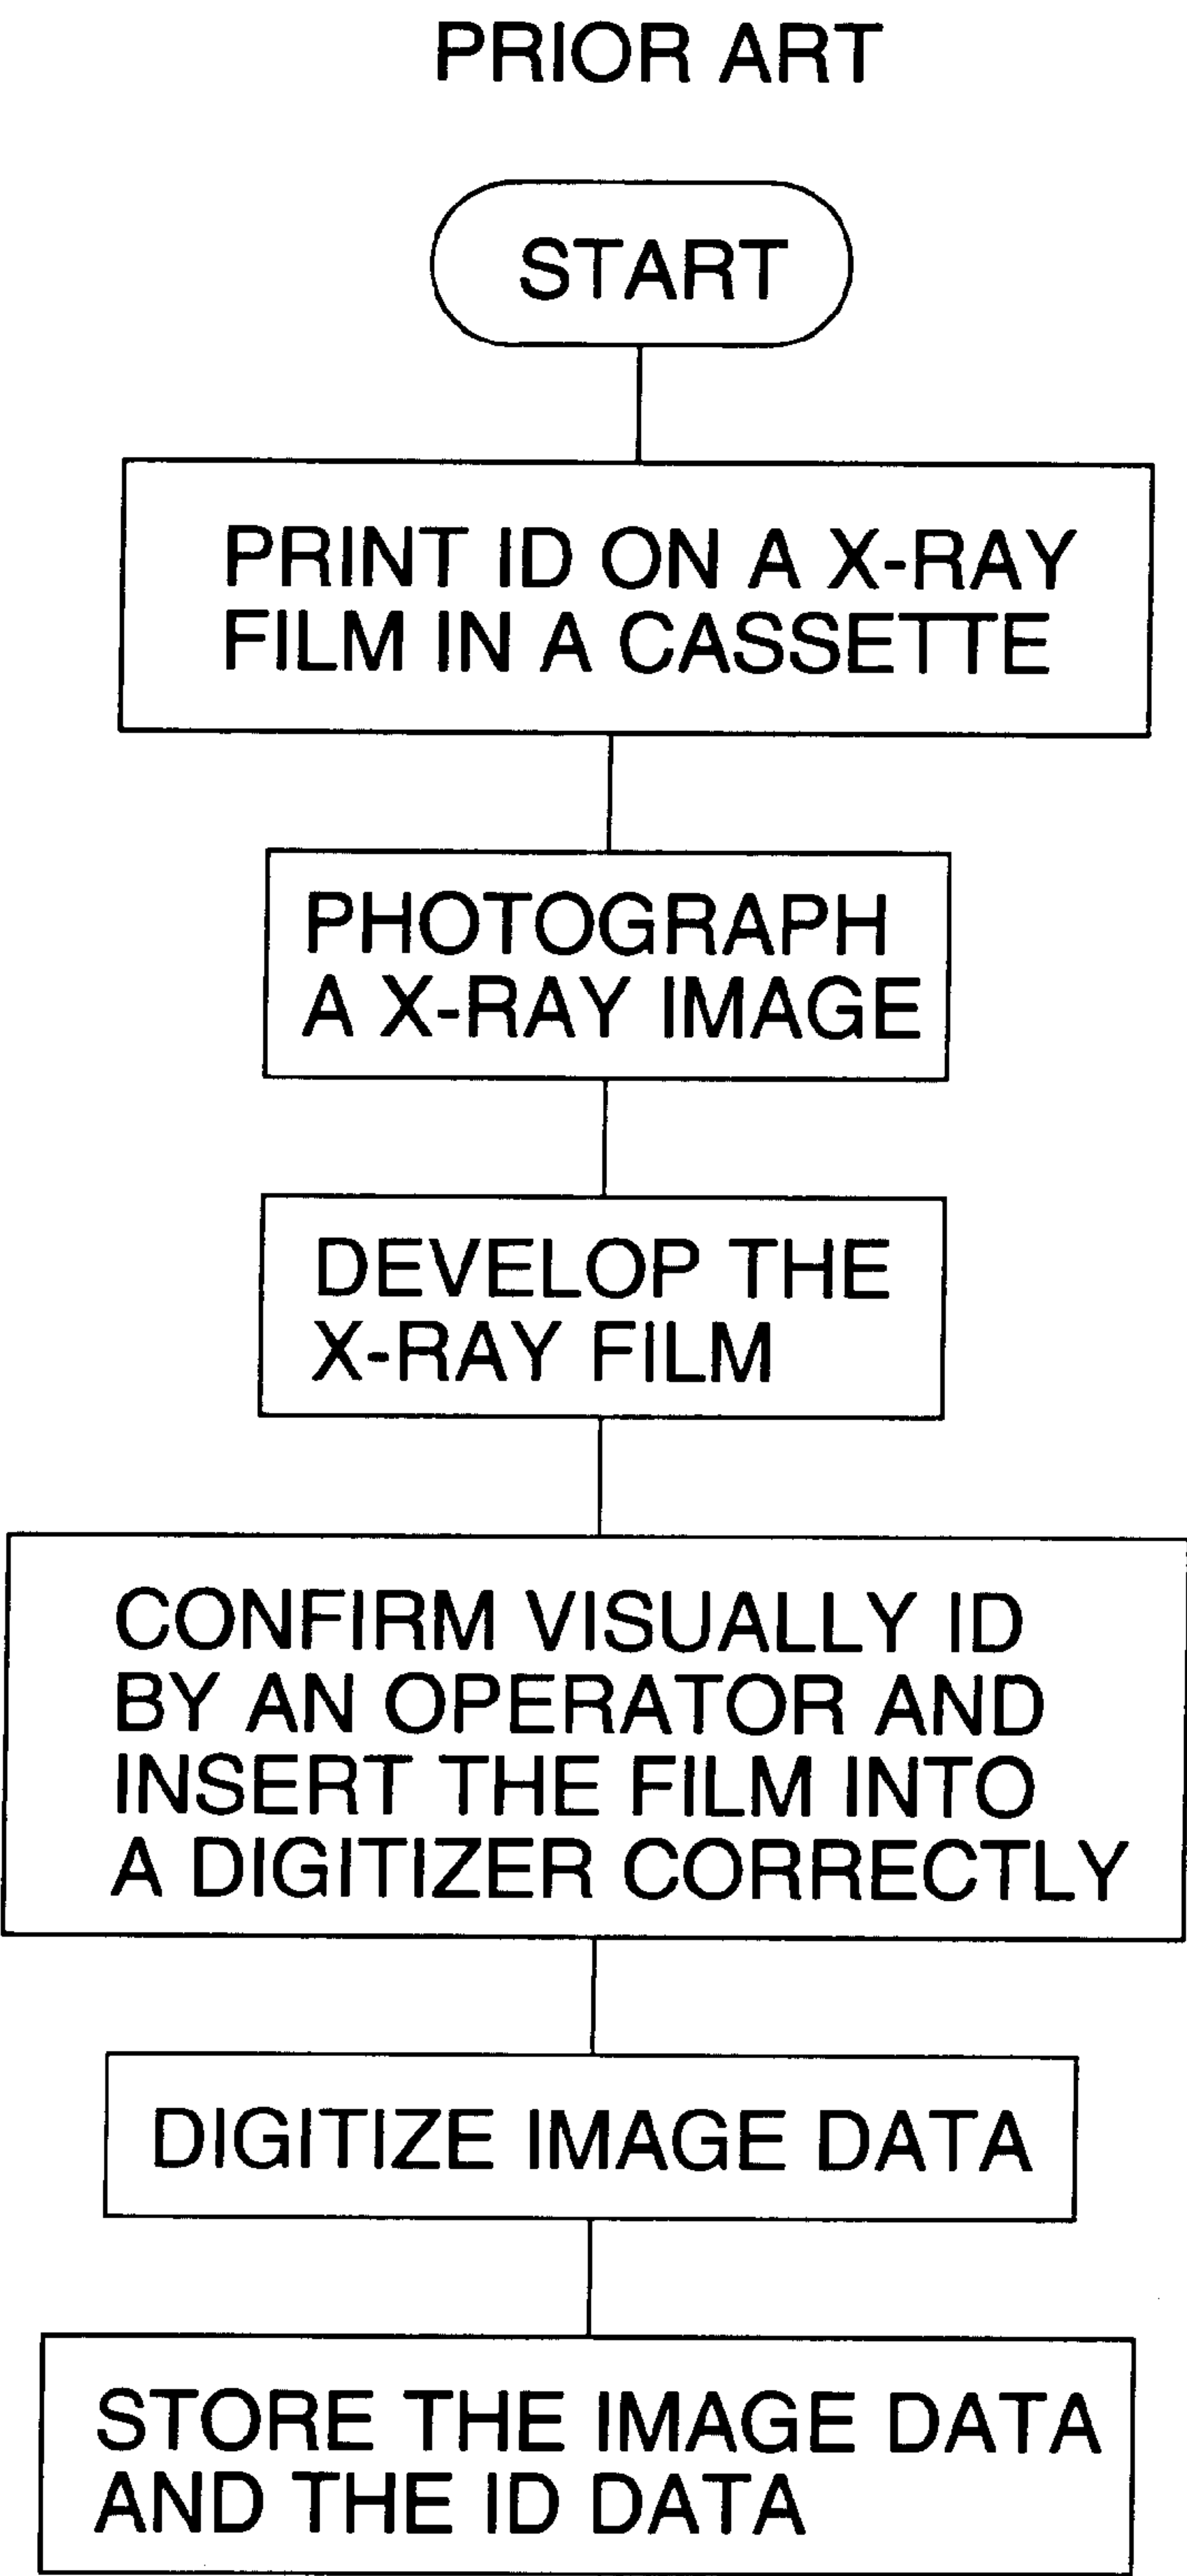 PRIOR ART
START
PRINT ID ON A X-RAY
FILM IN A CASSETTE
PHOTOGRAPH
A X-RAY IMAGE
DEVELOP THE
X-RAY FILM
CONFIRM VISUALLY ID
BY AN OPERATOR AND
INSERT THE FILM INTO
A DIGITIZER CORRECTLY
DIGITIZE IMAGE DATA
STORE THE IMAGE DATA
AND THE ID DATA